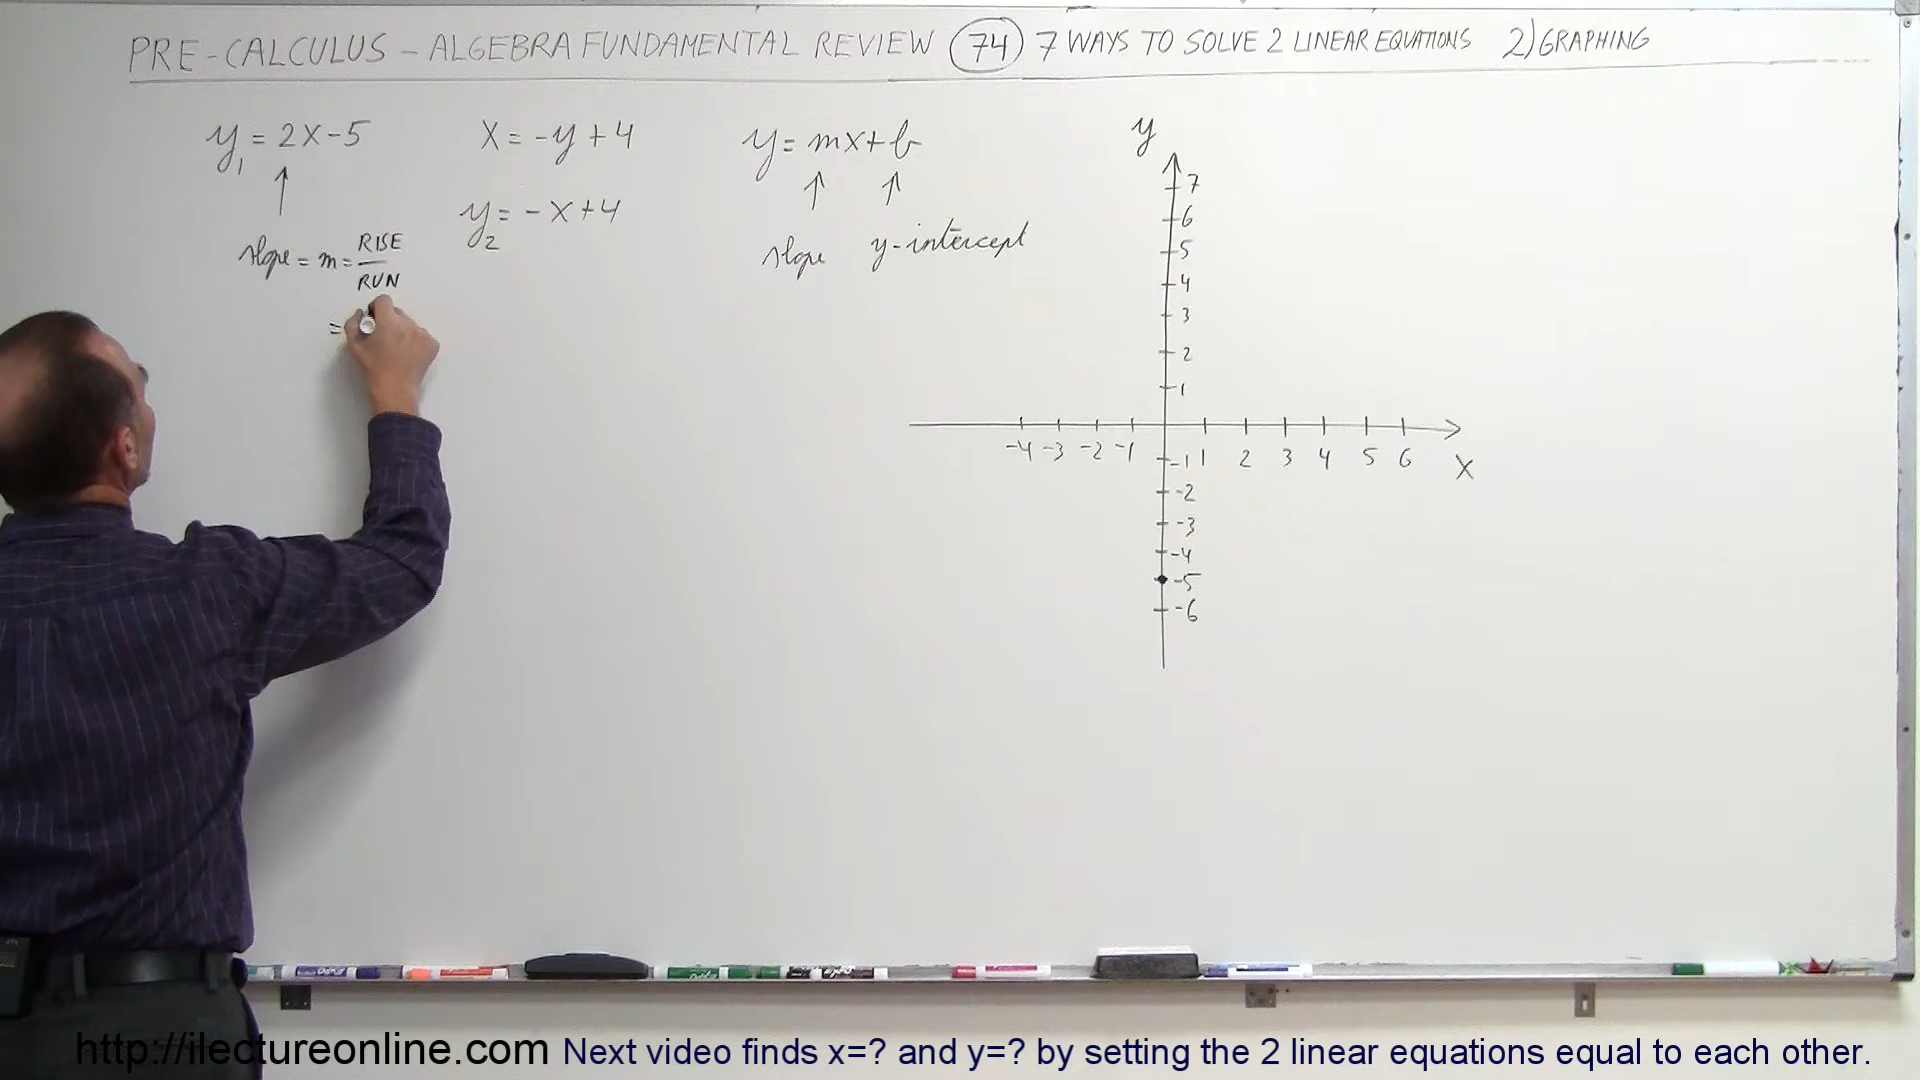 PRE-CALCULUS - ALGEBRA FUNDAMENTAL REVIEW 74 7 WAYS TO SOLVE 2 LINEAR EQUATIONS 2) GRAPHING
y₁ = 2x-5
x = -y+4
y = mx+b
slope = m = RISE
RUN
=
y₂ = -x+4
slope
y-intercept
y
7
6
5
4
3
2
1
-4 -3 -2 -1
-1
1 2 3 4 5 6
x
-2
-3
-4
-5
-6
http://ilectureonline.com Next video finds x=? and y=? by setting the 2 linear equations equal to each other.